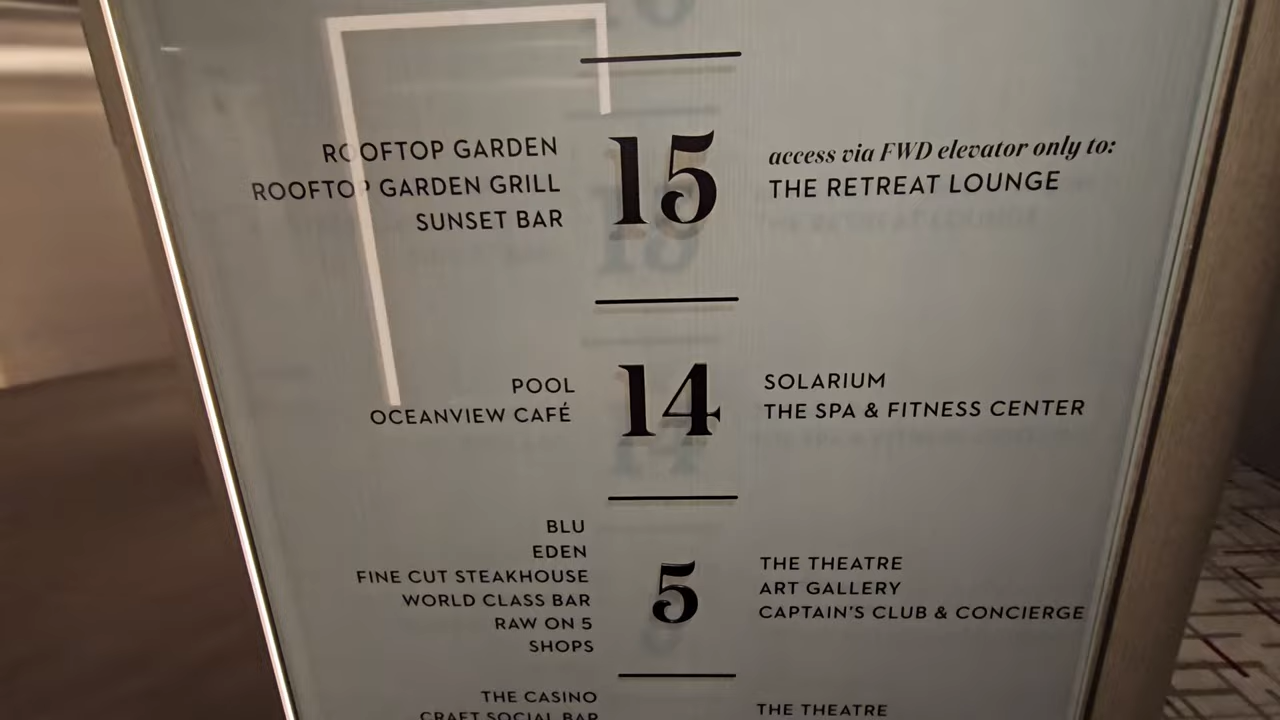 ROOFTOP GARDEN
ROOFTOP GARDEN GRILL
SUNSET BAR
15
access via FWD elevator only to:
THE RETREAT LOUNGE
POOL
OCEANVIEW CAFÉ
14
SOLARIUM
THE SPA & FITNESS CENTER
BLU
EDEN
FINE CUT STEAKHOUSE
WORLD CLASS BAR
RAW ON 5
SHOPS
5
THE THEATRE
ART GALLERY
CAPTAIN'S CLUB & CONCIERGE
THE CASINO
CRAFT SOCIAL BAR
THE THEATRE